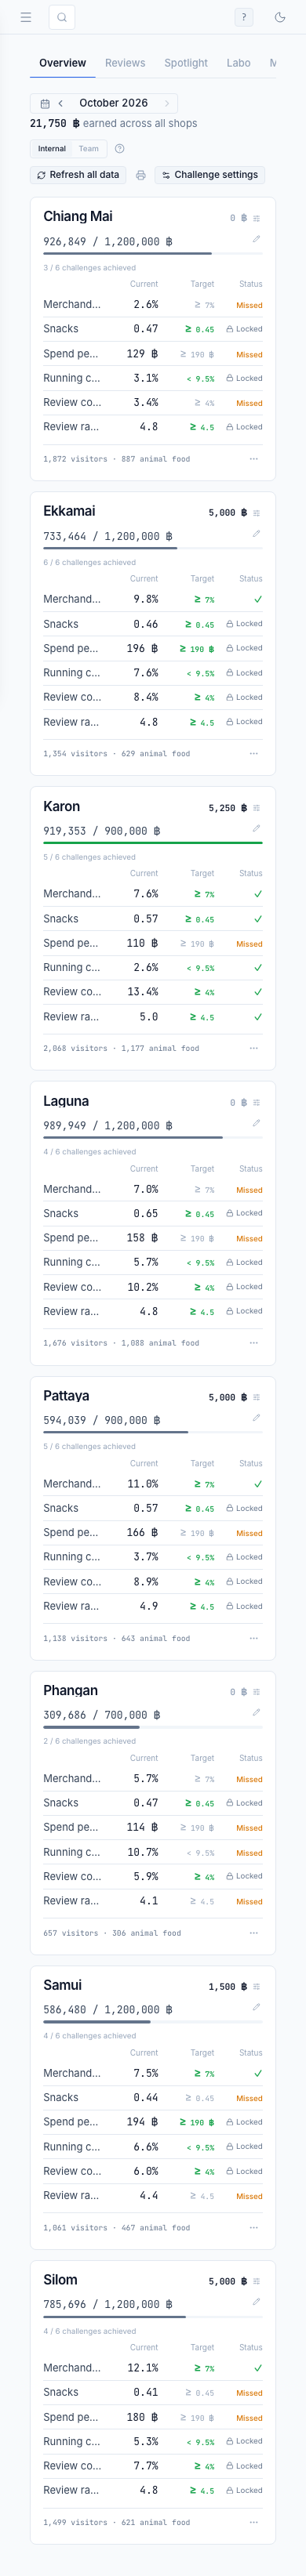 ?
Overview Reviews Spotlight Labo M
October 2026
21,750 ฿ earned across all shops
Internal Team
Refresh all data Challenge settings
Chiang Mai 0 ฿
926,849 / 1,200,000 ฿
3 / 6 challenges achieved
Current Target Status
Merchand... 2.6% ≥ 7% Missed
Snacks 0.47 ≥ 0.45 Locked
Spend pe... 129 ฿ ≥ 190 ฿ Missed
Running c... 3.1% < 9.5% Locked
Review co... 3.4% ≥ 4% Missed
Review ra... 4.8 ≥ 4.5 Locked
1,872 visitors · 887 animal food
Ekkamai 5,000 ฿
733,464 / 1,200,000 ฿
6 / 6 challenges achieved
Current Target Status
Merchand... 9.8% ≥ 7% ✓
Snacks 0.46 ≥ 0.45 Locked
Spend pe... 196 ฿ ≥ 190 ฿ Locked
Running c... 7.6% < 9.5% Locked
Review co... 8.4% ≥ 4% Locked
Review ra... 4.8 ≥ 4.5 Locked
1,354 visitors · 629 animal food
Karon 5,250 ฿
919,353 / 900,000 ฿
5 / 6 challenges achieved
Current Target Status
Merchand... 7.6% ≥ 7% ✓
Snacks 0.57 ≥ 0.45 ✓
Spend pe... 110 ฿ ≥ 190 ฿ Missed
Running c... 2.6% < 9.5% ✓
Review co... 13.4% ≥ 4% ✓
Review ra... 5.0 ≥ 4.5 ✓
2,068 visitors · 1,177 animal food
Laguna 0 ฿
989,949 / 1,200,000 ฿
4 / 6 challenges achieved
Current Target Status
Merchand... 7.0% ≥ 7% Missed
Snacks 0.65 ≥ 0.45 Locked
Spend pe... 158 ฿ ≥ 190 ฿ Missed
Running c... 5.7% < 9.5% Locked
Review co... 10.2% ≥ 4% Locked
Review ra... 4.8 ≥ 4.5 Locked
1,676 visitors · 1,088 animal food
Pattaya 5,000 ฿
594,039 / 900,000 ฿
5 / 6 challenges achieved
Current Target Status
Merchand... 11.0% ≥ 7% ✓
Snacks 0.57 ≥ 0.45 Locked
Spend pe... 166 ฿ ≥ 190 ฿ Missed
Running c... 3.7% < 9.5% Locked
Review co... 8.9% ≥ 4% Locked
Review ra... 4.9 ≥ 4.5 Locked
1,138 visitors · 643 animal food
Phangan 0 ฿
309,686 / 700,000 ฿
2 / 6 challenges achieved
Current Target Status
Merchand... 5.7% ≥ 7% Missed
Snacks 0.47 ≥ 0.45 Locked
Spend pe... 114 ฿ ≥ 190 ฿ Missed
Running c... 10.7% < 9.5% Missed
Review co... 5.9% ≥ 4% Locked
Review ra... 4.1 ≥ 4.5 Missed
657 visitors · 306 animal food
Samui 1,500 ฿
586,480 / 1,200,000 ฿
4 / 6 challenges achieved
Current Target Status
Merchand... 7.5% ≥ 7% ✓
Snacks 0.44 ≥ 0.45 Missed
Spend pe... 194 ฿ ≥ 190 ฿ Locked
Running c... 6.6% < 9.5% Locked
Review co... 6.0% ≥ 4% Locked
Review ra... 4.4 ≥ 4.5 Missed
1,061 visitors · 467 animal food
Silom 5,000 ฿
785,696 / 1,200,000 ฿
4 / 6 challenges achieved
Current Target Status
Merchand... 12.1% ≥ 7% ✓
Snacks 0.41 ≥ 0.45 Missed
Spend pe... 180 ฿ ≥ 190 ฿ Missed
Running c... 5.3% < 9.5% Locked
Review co... 7.7% ≥ 4% Locked
Review ra... 4.8 ≥ 4.5 Locked
1,499 visitors · 621 animal food